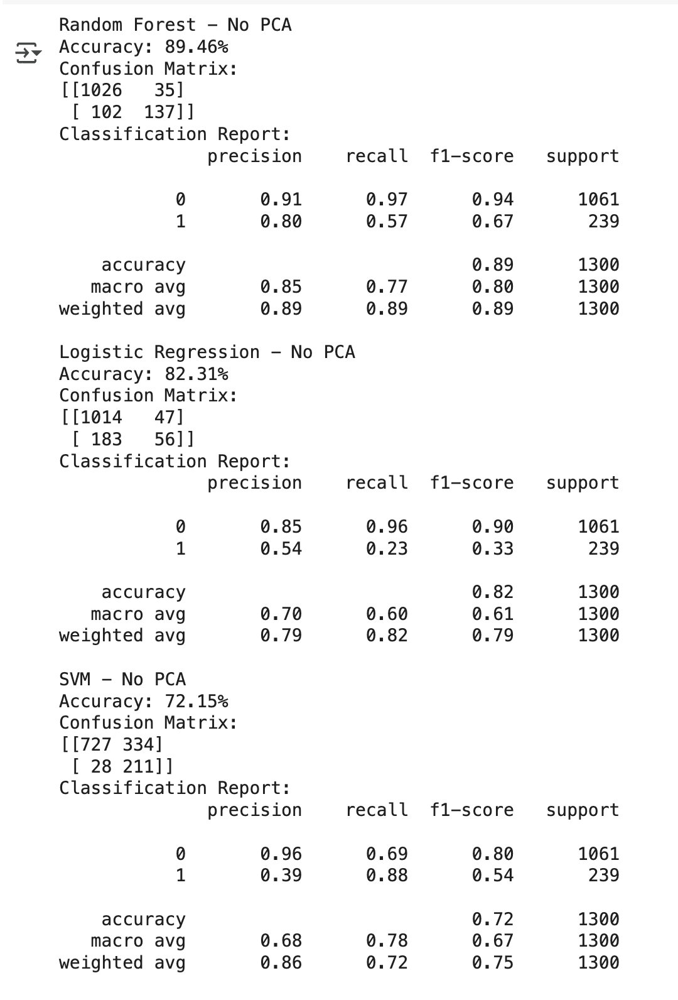 Random Forest – No PCA
Accuracy: 89.46%
Confusion Matrix:
[[1026   35]
 [ 102  137]]
Classification Report:
              precision    recall  f1-score   support

           0       0.91      0.97      0.94      1061
           1       0.80      0.57      0.67       239

    accuracy                           0.89      1300
   macro avg       0.85      0.77      0.80      1300
weighted avg       0.89      0.89      0.89      1300

Logistic Regression – No PCA
Accuracy: 82.31%
Confusion Matrix:
[[1014   47]
 [ 183   56]]
Classification Report:
              precision    recall  f1-score   support

           0       0.85      0.96      0.90      1061
           1       0.54      0.23      0.33       239

    accuracy                           0.82      1300
   macro avg       0.70      0.60      0.61      1300
weighted avg       0.79      0.82      0.79      1300

SVM – No PCA
Accuracy: 72.15%
Confusion Matrix:
[[727 334]
 [ 28 211]]
Classification Report:
              precision    recall  f1-score   support

           0       0.96      0.69      0.80      1061
           1       0.39      0.88      0.54       239

    accuracy                           0.72      1300
   macro avg       0.68      0.78      0.67      1300
weighted avg       0.86      0.72      0.75      1300